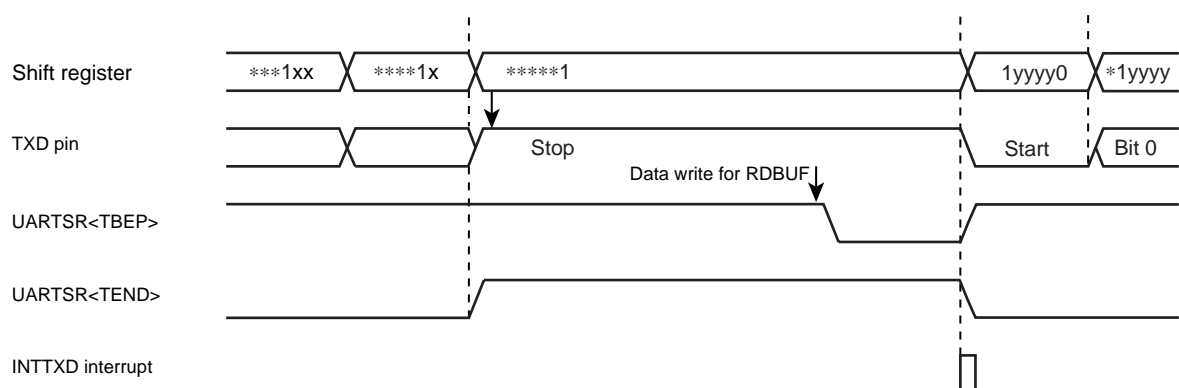 Shift register ***1xx ****1x *****1 1yyyy0 *1yyyy
TXD pin Stop Start Bit 0
Data write for RDBUF
UARTSR<TBEP>
UARTSR<TEND>
INTTXD interrupt